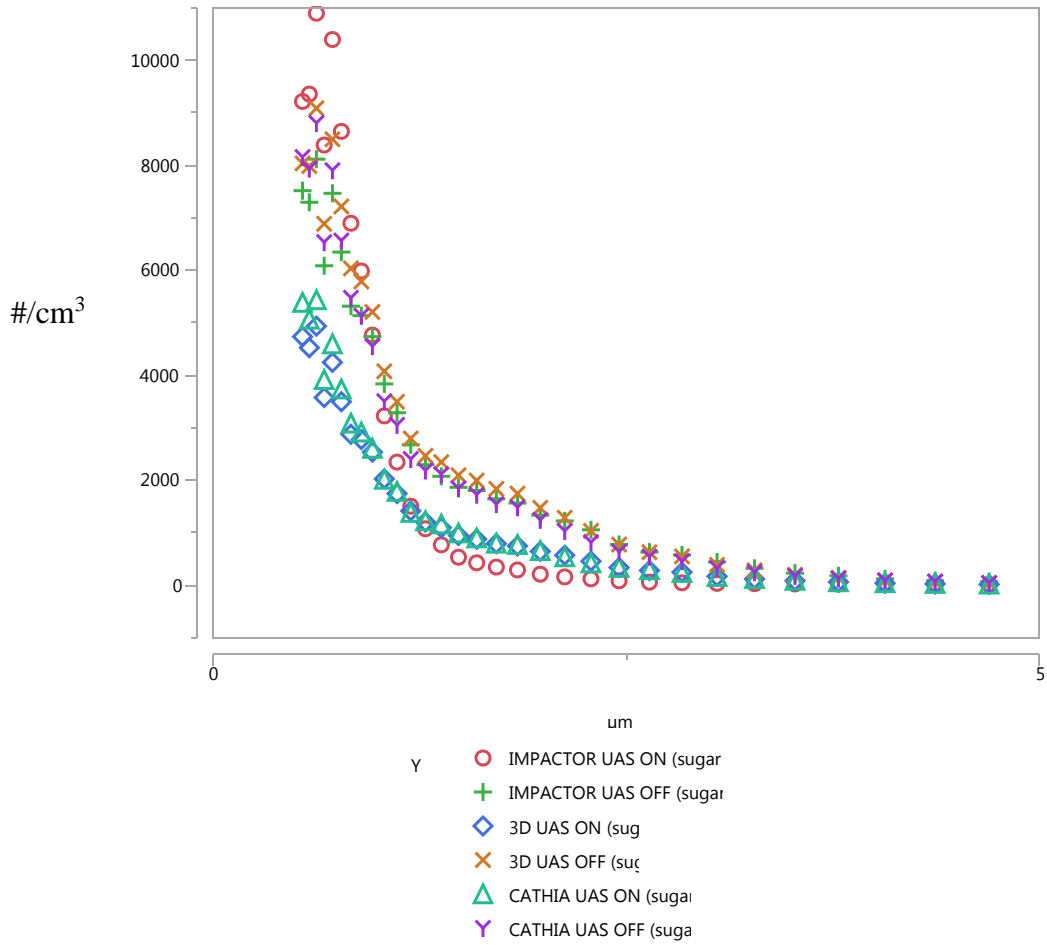 10000
8000
6000
#/cm³
4000
2000
0
0 5
um
Y
IMPACTOR UAS ON (sugar
IMPACTOR UAS OFF (sugar
3D UAS ON (sug
3D UAS OFF (sug
CATHIA UAS ON (sugar
CATHIA UAS OFF (suga